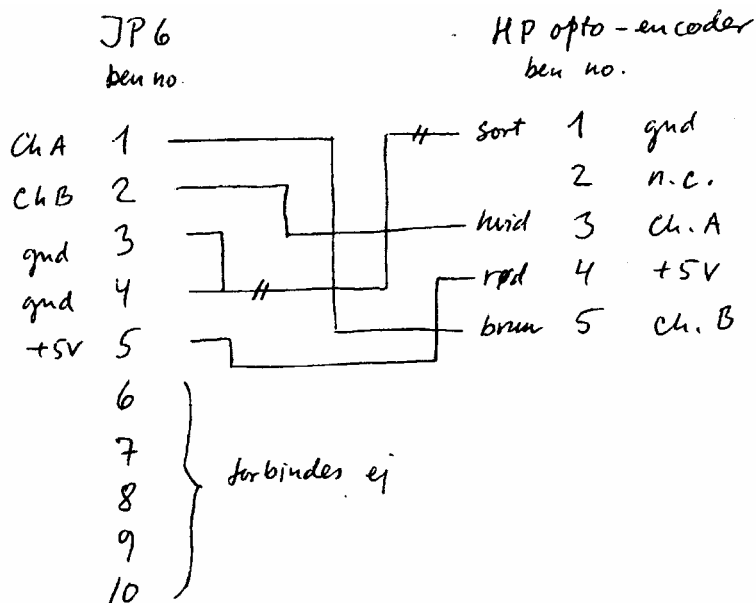 JP6 HP opto-encoder
ben no. ben no.
Ch A 1 sort 1 gnd
2 n.c.
Ch B 2
gnd 3 hvid 3 ch. A
gnd 4 rød 4 +5V
+5V 5 brun 5 ch. B
6
7
forbindes ej
8
9
10